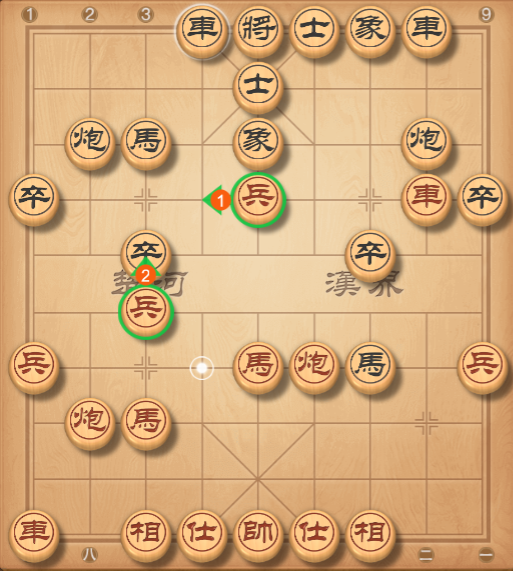 1 2 3 車 將 士 象 車 9
士
炮 馬 象 炮
卒 1 兵 車 卒
卒 卒
2
楚河 漢界
兵
兵 馬 炮 馬 兵
炮 馬
車 相 仕 帥 仕 相
八 二 一